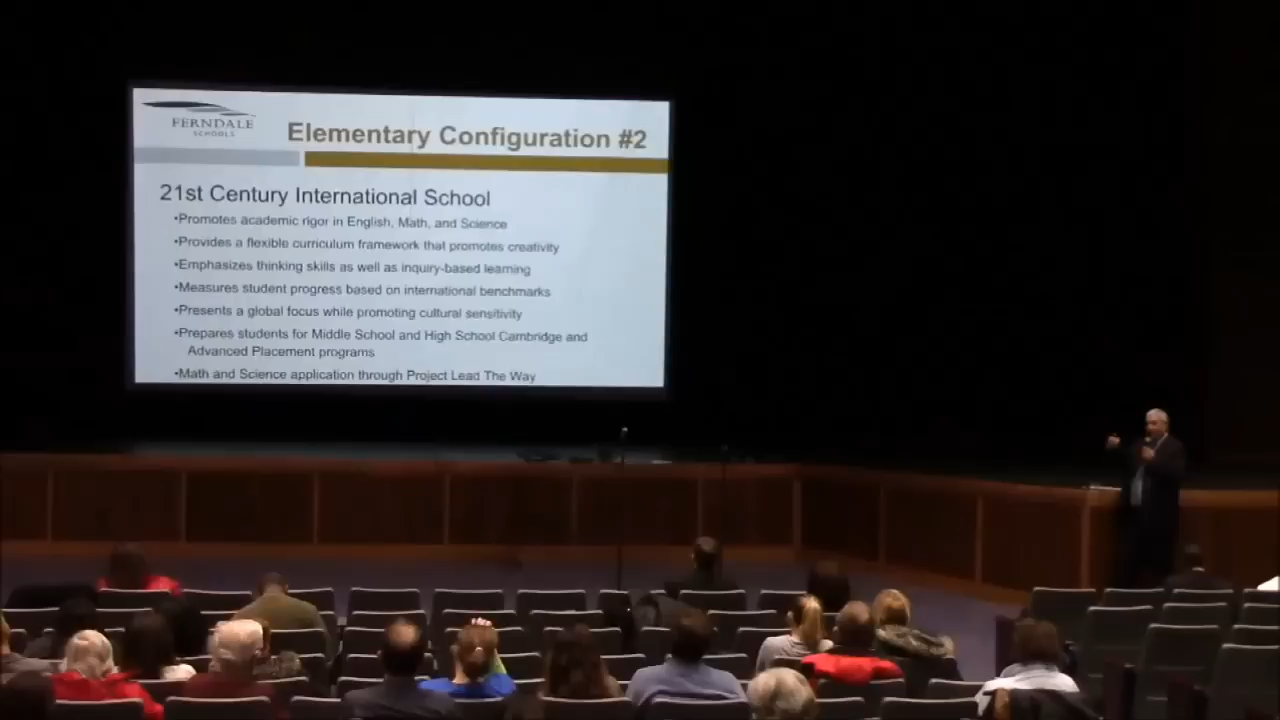 FERNDALE
SCHOOLS
Elementary Configuration #2
21st Century International School
•Promotes academic rigor in English, Math, and Science
•Provides a flexible curriculum framework that promotes creativity
•Emphasizes thinking skills as well as inquiry-based learning
•Measures student progress based on international benchmarks
•Presents a global focus while promoting cultural sensitivity
•Prepares students for Middle School and High School Cambridge and
Advanced Placement programs
•Math and Science application through Project Lead The Way